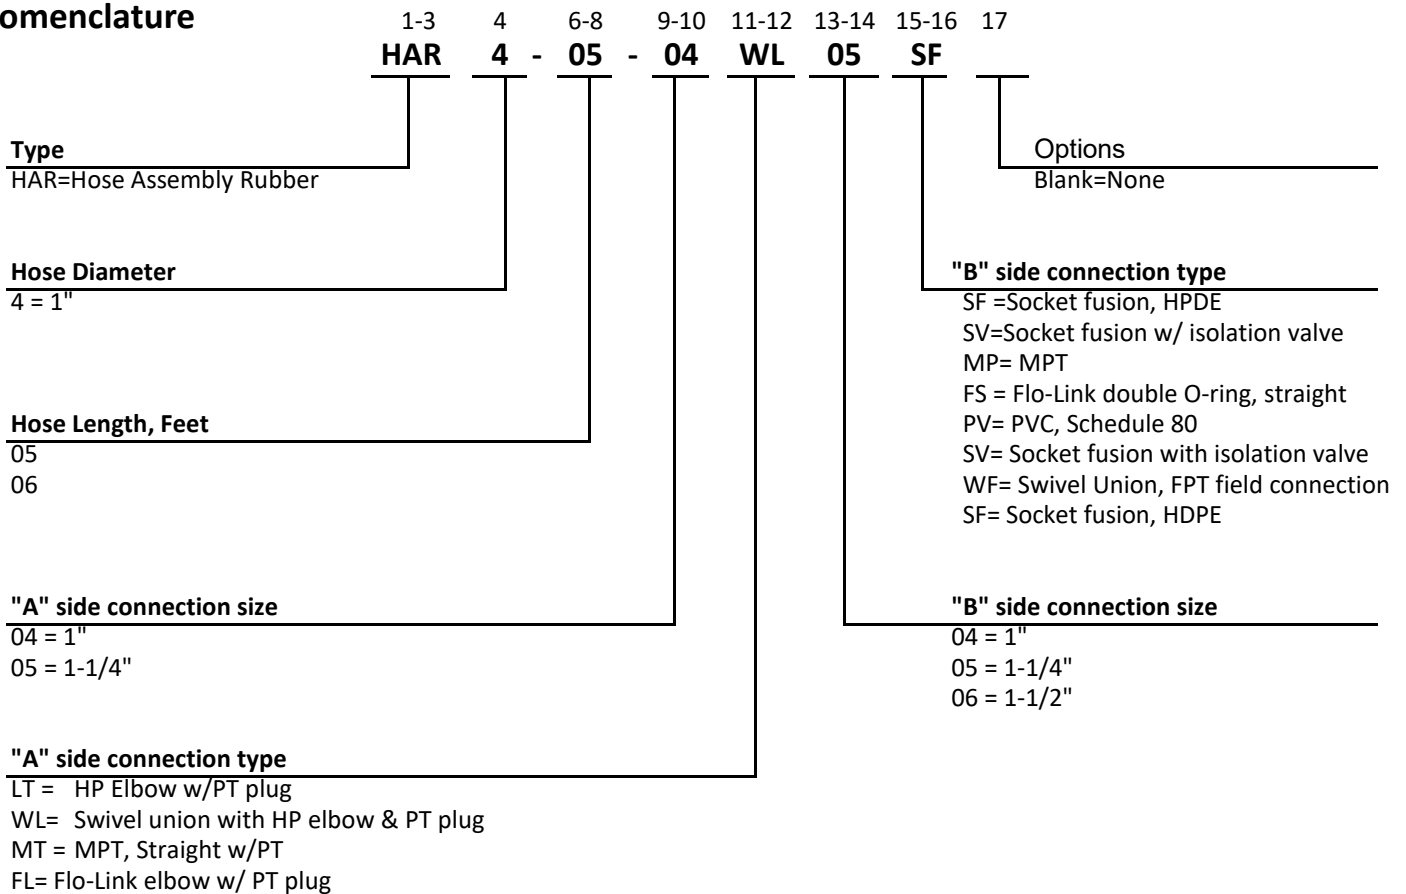 omenclature
1-3 4 6-8 9-10 11-12 13-14 15-16 17
HAR 4 - 05 - 04 WL 05 SF
Type
HAR=Hose Assembly Rubber
Options
Blank=None
Hose Diameter
4 = 1"
"B" side connection type
SF =Socket fusion, HPDE
SV=Socket fusion w/ isolation valve
MP= MPT
FS = Flo-Link double O-ring, straight
PV= PVC, Schedule 80
SV= Socket fusion with isolation valve
WF= Swivel Union, FPT field connection
SF= Socket fusion, HDPE
Hose Length, Feet
05
06
"A" side connection size
04 = 1"
05 = 1-1/4"
"B" side connection size
04 = 1"
05 = 1-1/4"
06 = 1-1/2"
"A" side connection type
LT = HP Elbow w/PT plug
WL= Swivel union with HP elbow & PT plug
MT = MPT, Straight w/PT
FL= Flo-Link elbow w/ PT plug